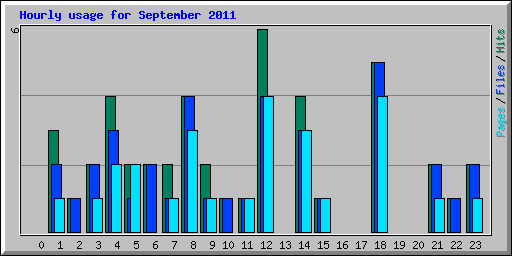 Hourly usage for September 2011
6
Pages/Files/Hits
0 1 2 3 4 5 6 7 8 9 10 11 12 13 14 15 16 17 18 19 20 21 22 23